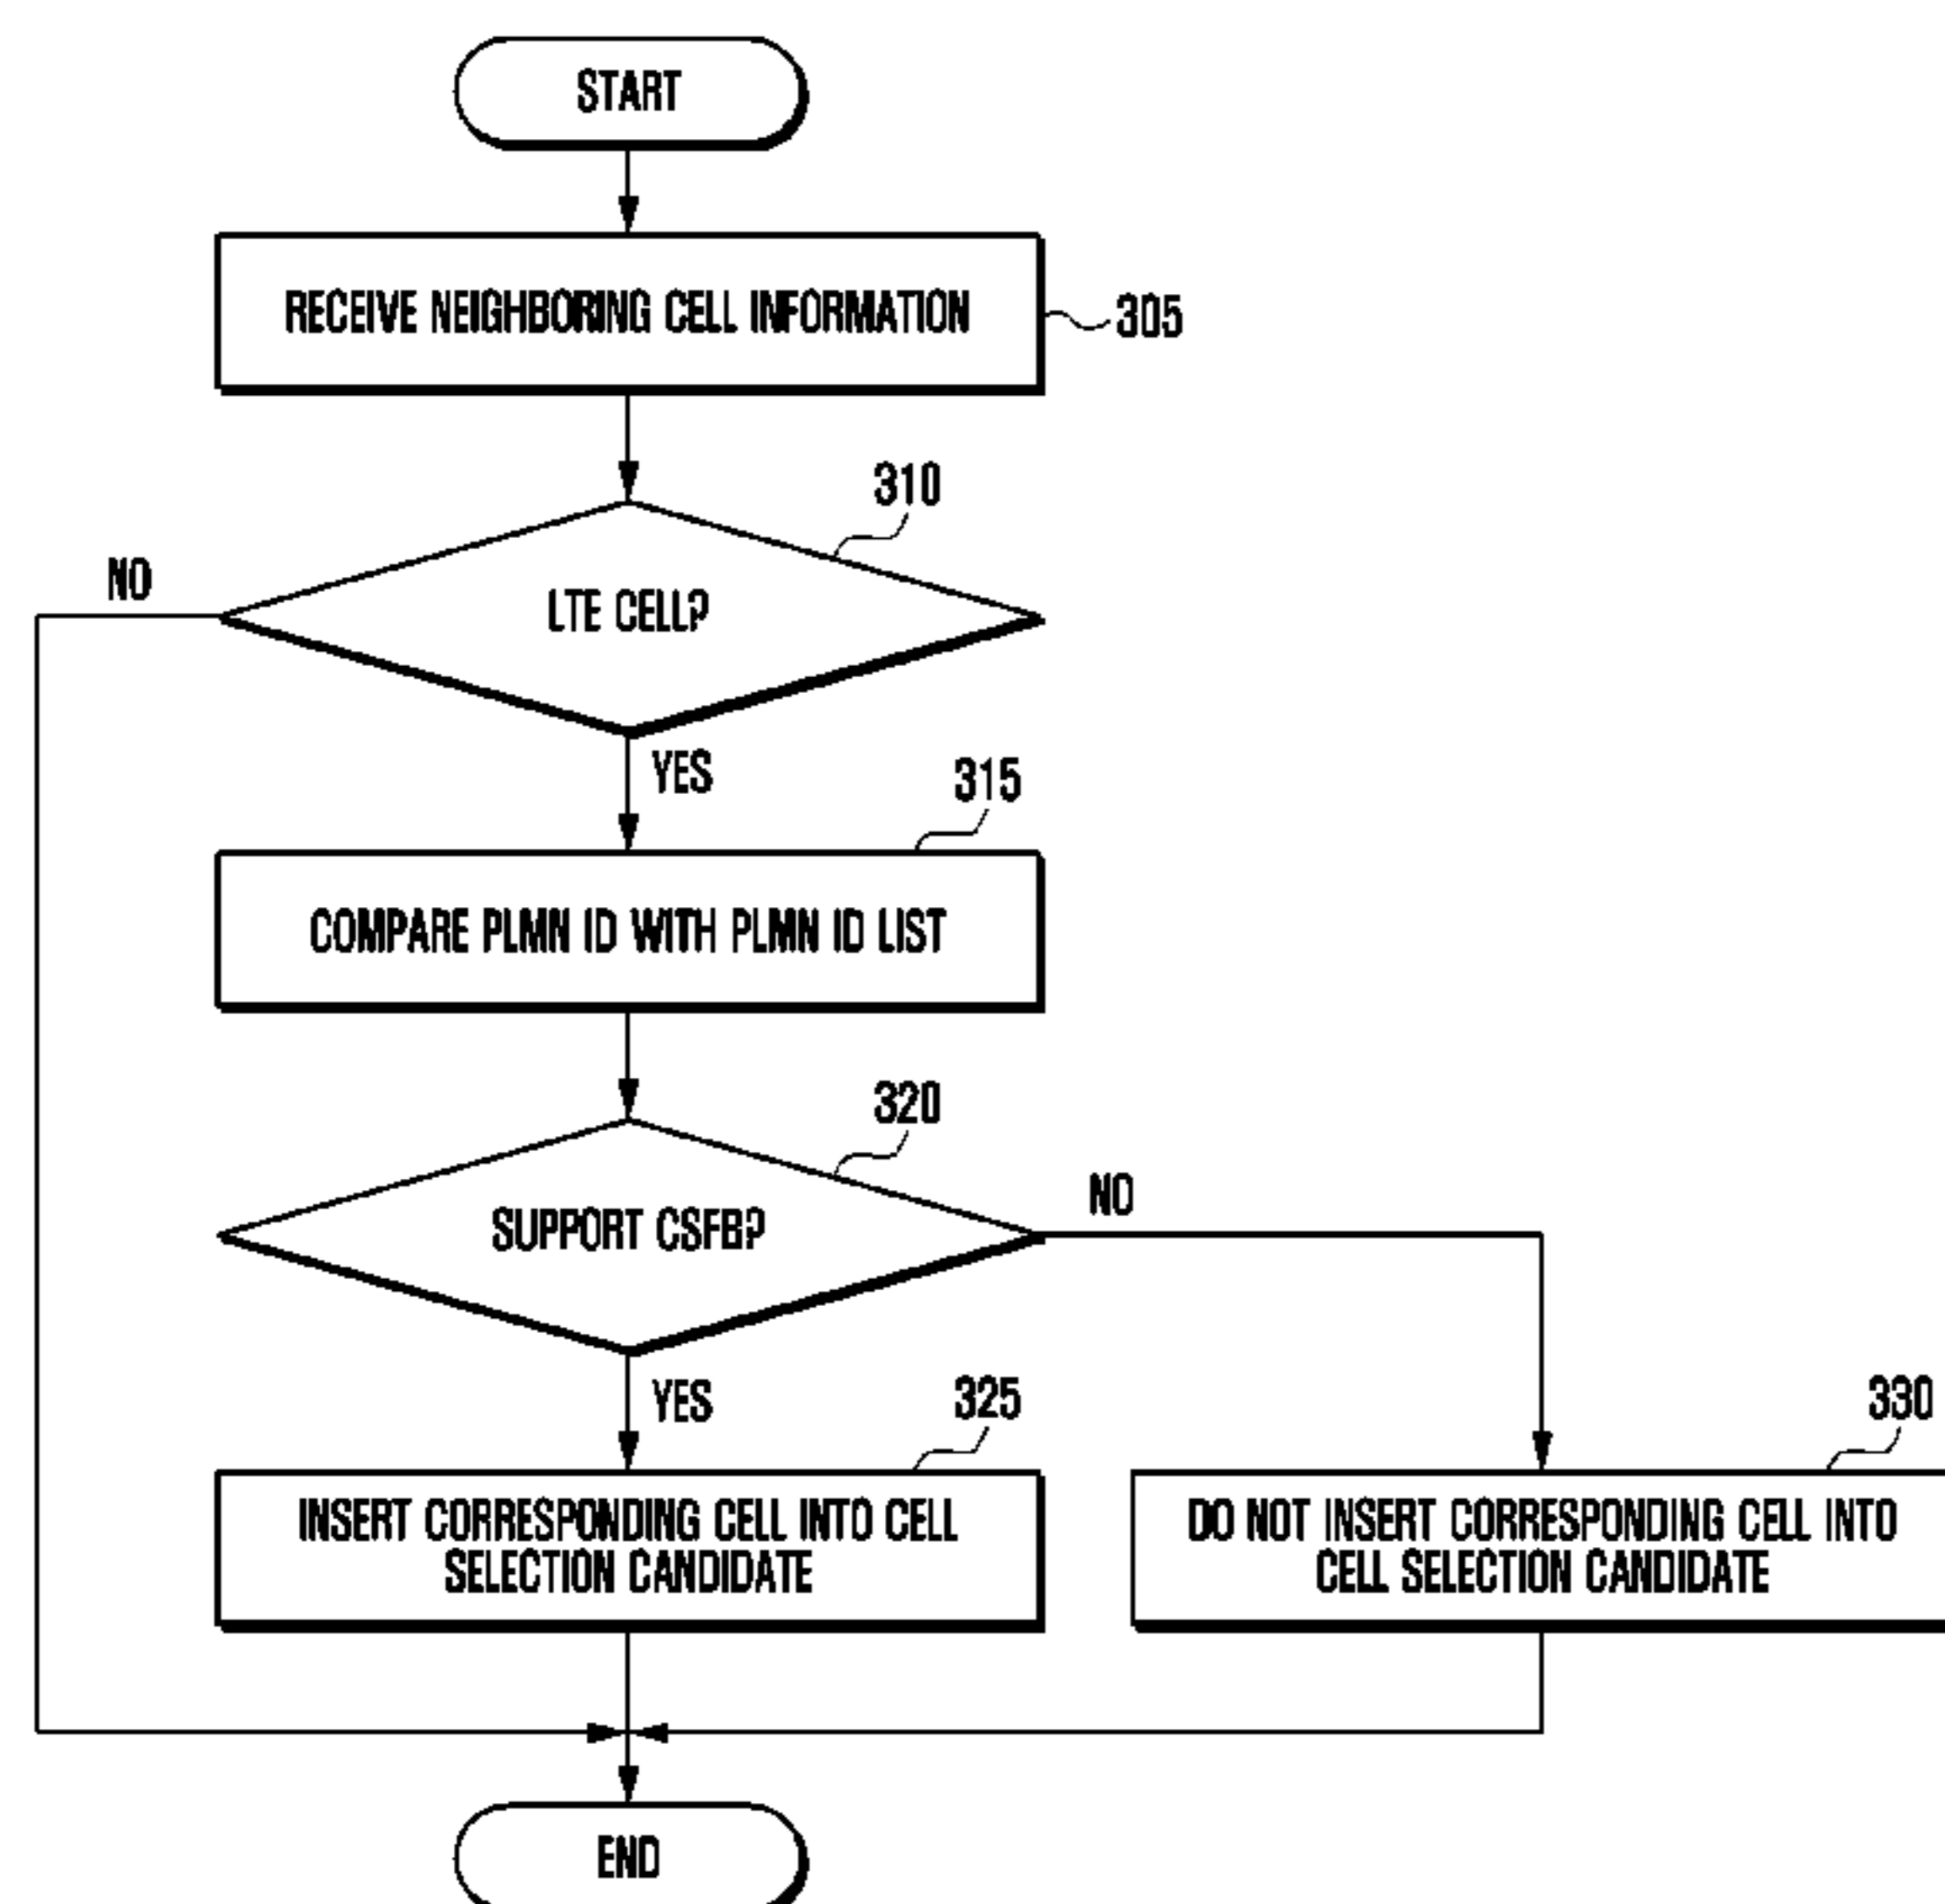 START
RECEIVE NEIGHBORING CELL INFORMATION
305
310
NO
LTE CELL?
YES
315
COMPARE PLMN ID WITH PLMN ID LIST
320
NO
SUPPORT CSFB?
YES
325
330
INSERT CORRESPONDING CELL INTO CELL
SELECTION CANDIDATE
DO NOT INSERT CORRESPONDING CELL INTO
CELL SELECTION CANDIDATE
END